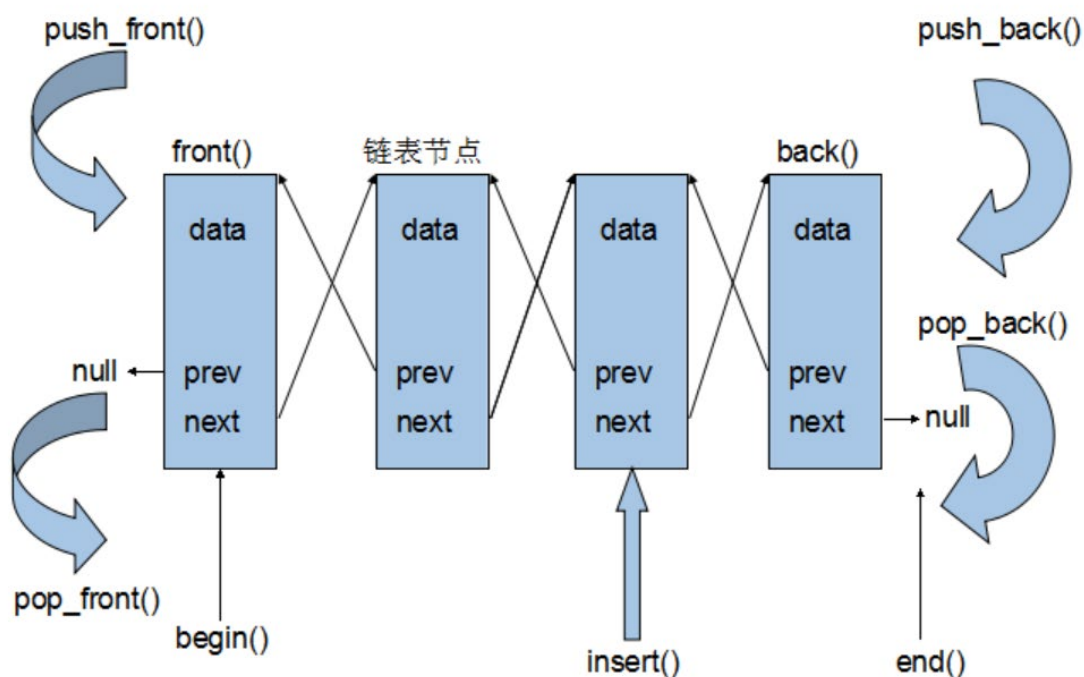 push_front()
push_back()
front()
链表节点
back()
data
data
data
data
pop_back()
null
prev
prev
prev
prev
next
next
next
next
null
pop_front()
begin()
insert()
end()